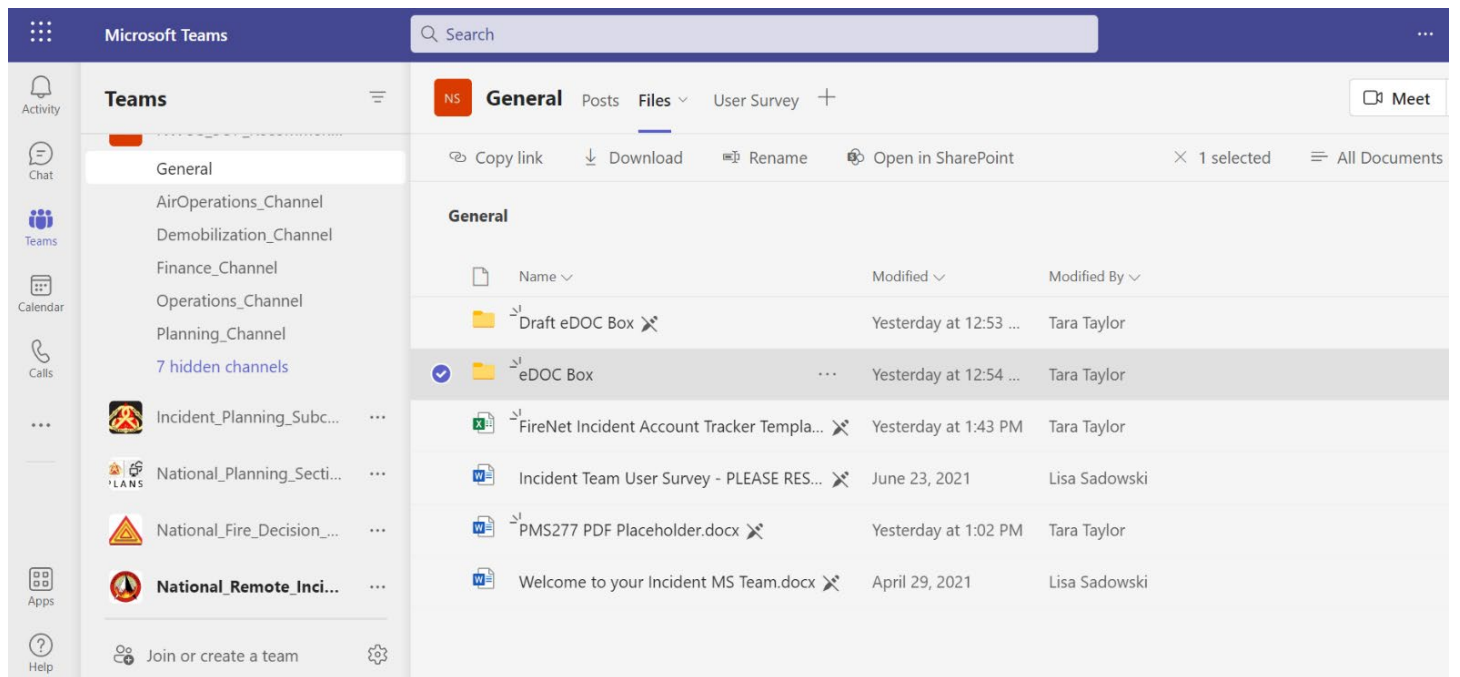 Microsoft Teams
Search
Activity
Chat
Teams
Calendar
Calls
Apps
Help
Teams
General
AirOperations_Channel
Demobilization_Channel
Finance_Channel
Operations_Channel
Planning_Channel
7 hidden channels
Incident_Planning_Subc...
PLANS
National_Planning_Secti...
National_Fire_Decision_...
National_Remote_Inci...
Join or create a team
NS General Posts Files User Survey
Meet
Copy link Download Rename Open in SharePoint 1 selected All Documents
General
Name Modified Modified By
Draft eDOC Box Yesterday at 12:53 ... Tara Taylor
eDOC Box ... Yesterday at 12:54 ... Tara Taylor
FireNet Incident Account Tracker Templa... Yesterday at 1:43 PM Tara Taylor
Incident Team User Survey - PLEASE RES... June 23, 2021 Lisa Sadowski
PMS277 PDF Placeholder.docx Yesterday at 1:02 PM Tara Taylor
Welcome to your Incident MS Team.docx April 29, 2021 Lisa Sadowski